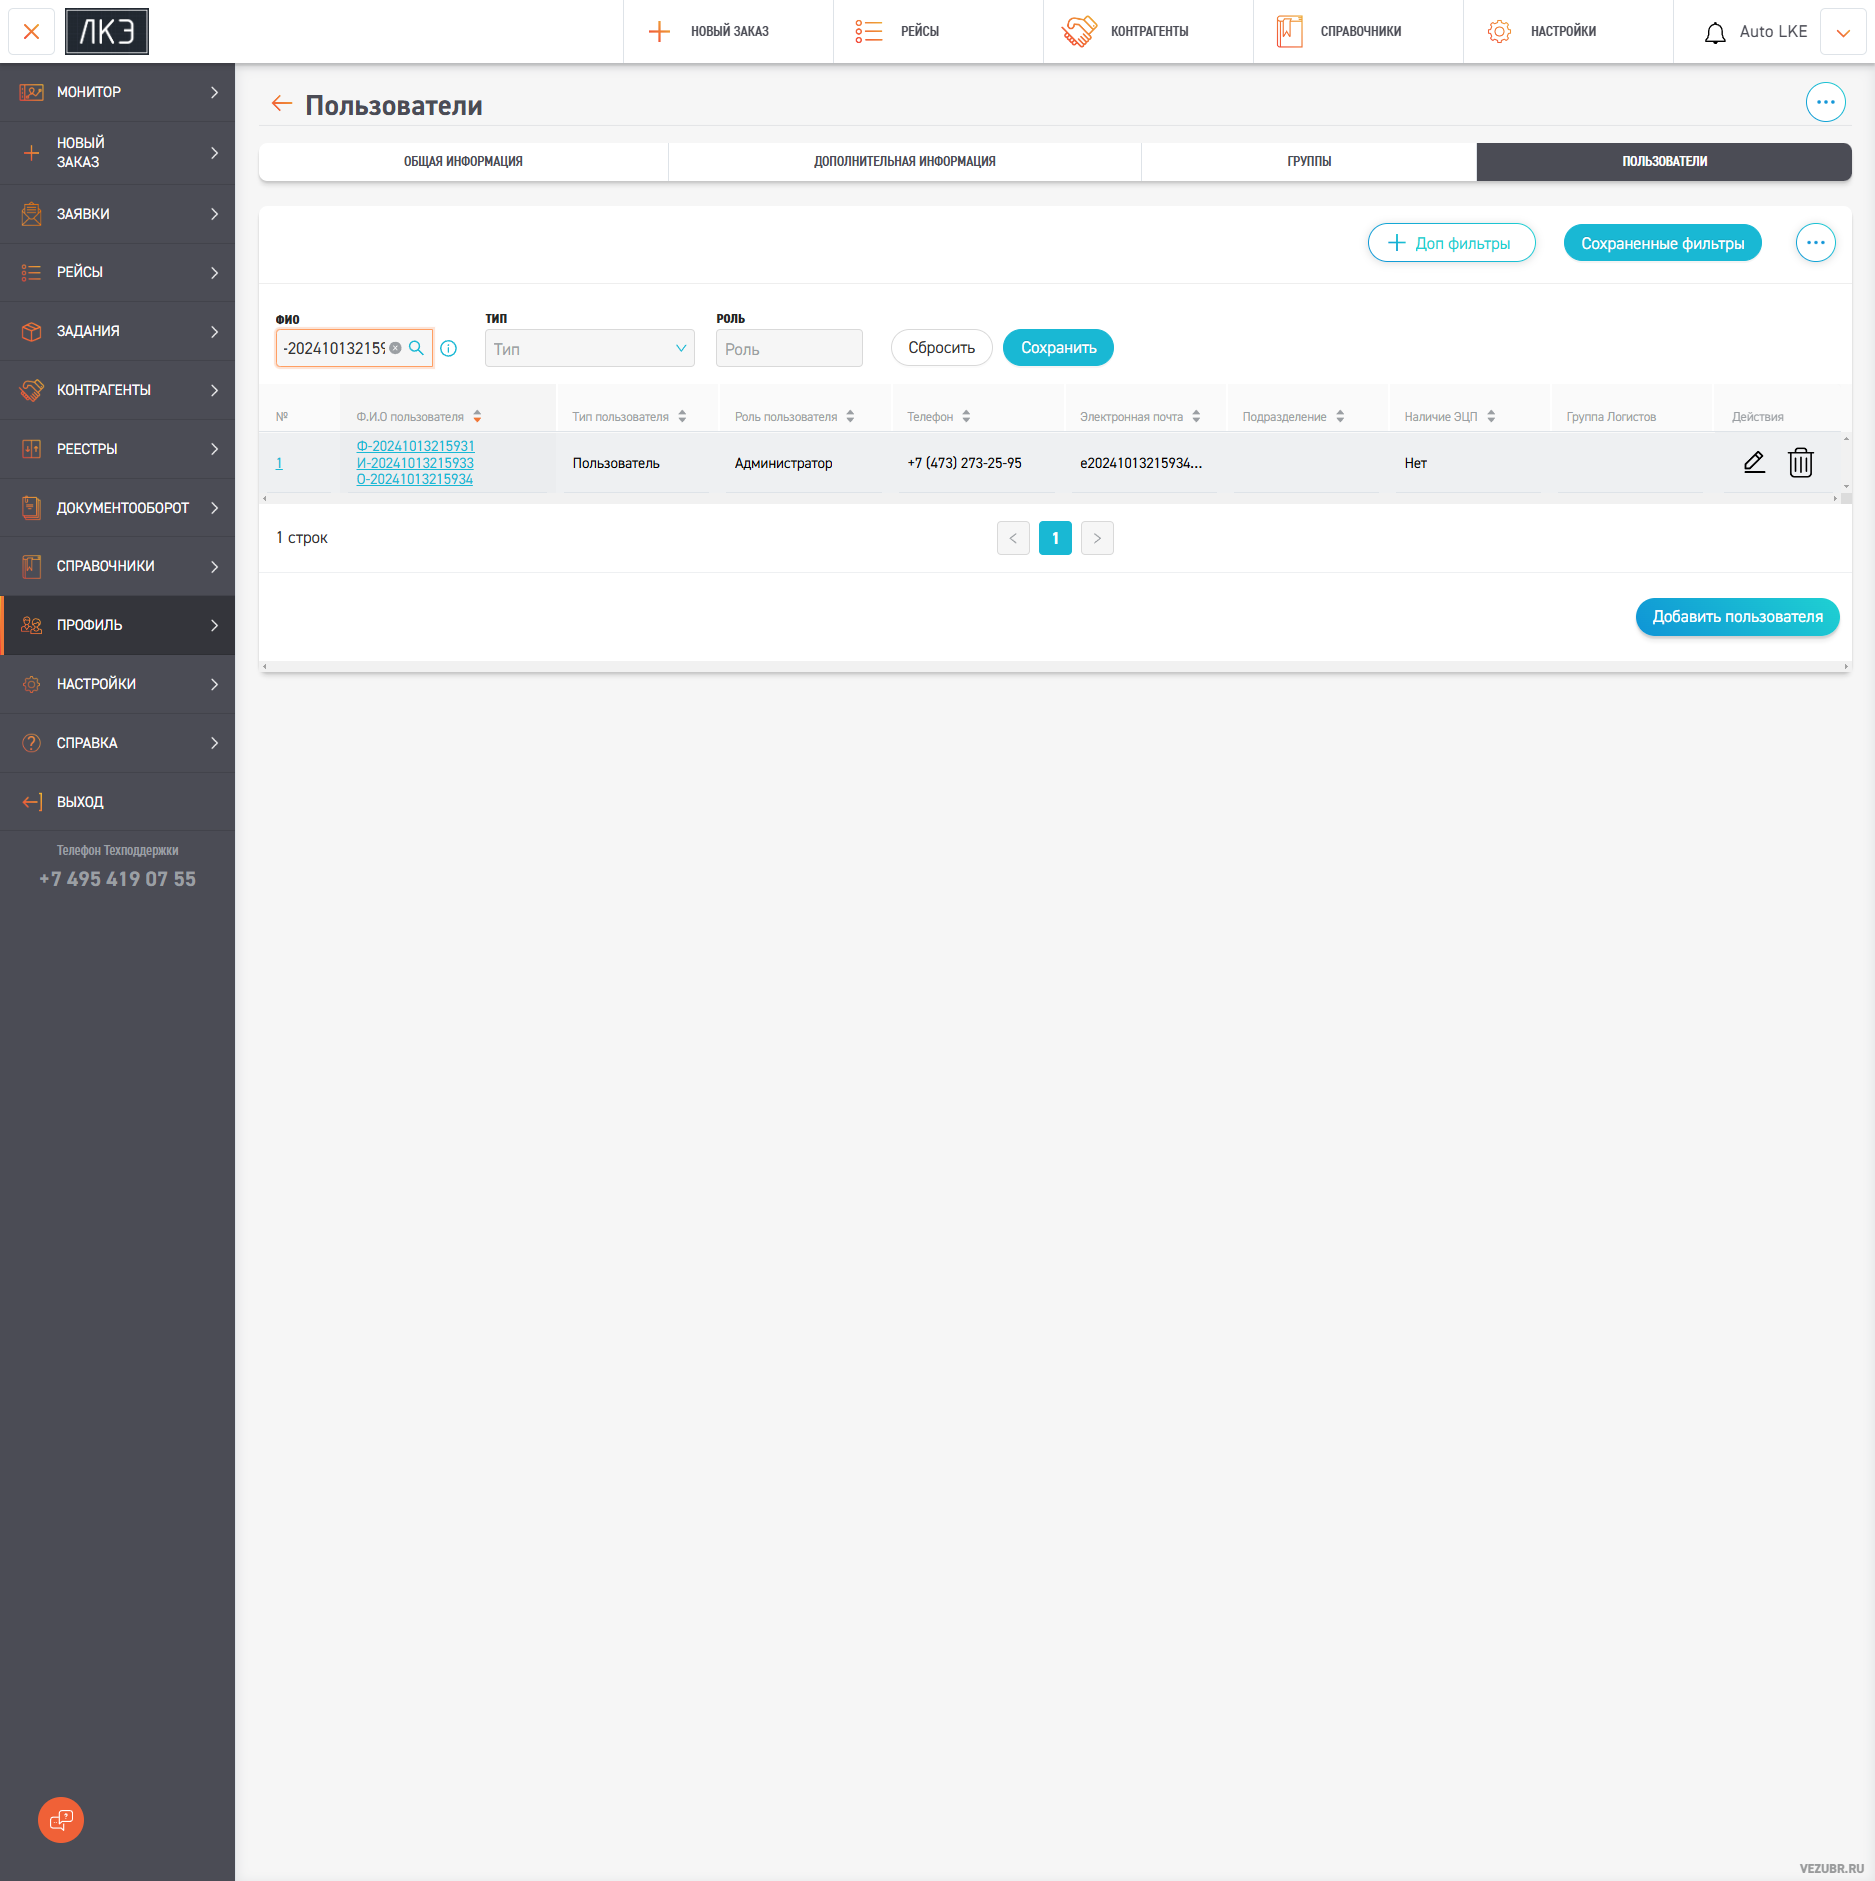 ЛКЭ
НОВЫЙ ЗАКАЗ
РЕЙСЫ
КОНТРАГЕНТЫ
СПРАВОЧНИКИ
НАСТРОЙКИ
Auto LKE
МОНИТОР
НОВЫЙ
ЗАКАЗ
ЗАЯВКИ
РЕЙСЫ
ЗАДАНИЯ
КОНТРАГЕНТЫ
РЕЕСТРЫ
ДОКУМЕНТООБОРОТ
СПРАВОЧНИКИ
ПРОФИЛЬ
НАСТРОЙКИ
СПРАВКА
ВЫХОД
Телефон Техподдержки
+7 495 419 07 55
Пользователи
ОБЩАЯ ИНФОРМАЦИЯ
ДОПОЛНИТЕЛЬНАЯ ИНФОРМАЦИЯ
ГРУППЫ
ПОЛЬЗОВАТЕЛИ
Доп фильтры
Сохраненные фильтры
ФИО
ТИП
РОЛЬ
-202410132159
Тип
Роль
Сбросить
Сохранить
№
Ф.И.О пользователя
Тип пользователя
Роль пользователя
Телефон
Электронная почта
Подразделение
Наличие ЭЦП
Группа Логистов
Действия
1
Ф-20241013215931
И-20241013215933
О-20241013215934
Пользователь
Администратор
+7 (473) 273-25-95
e20241013215934...
Нет
1 строк
1
Добавить пользователя
VEZUBR.RU